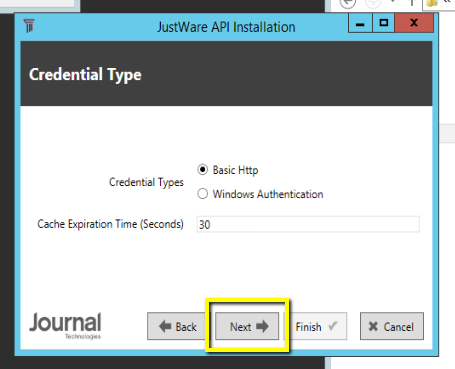 JustWare API Installation
Credential Type
Credential Types
Basic Http
Windows Authentication
Cache Expiration Time (Seconds) 30
Journal
Technologies
Back Next Finish Cancel